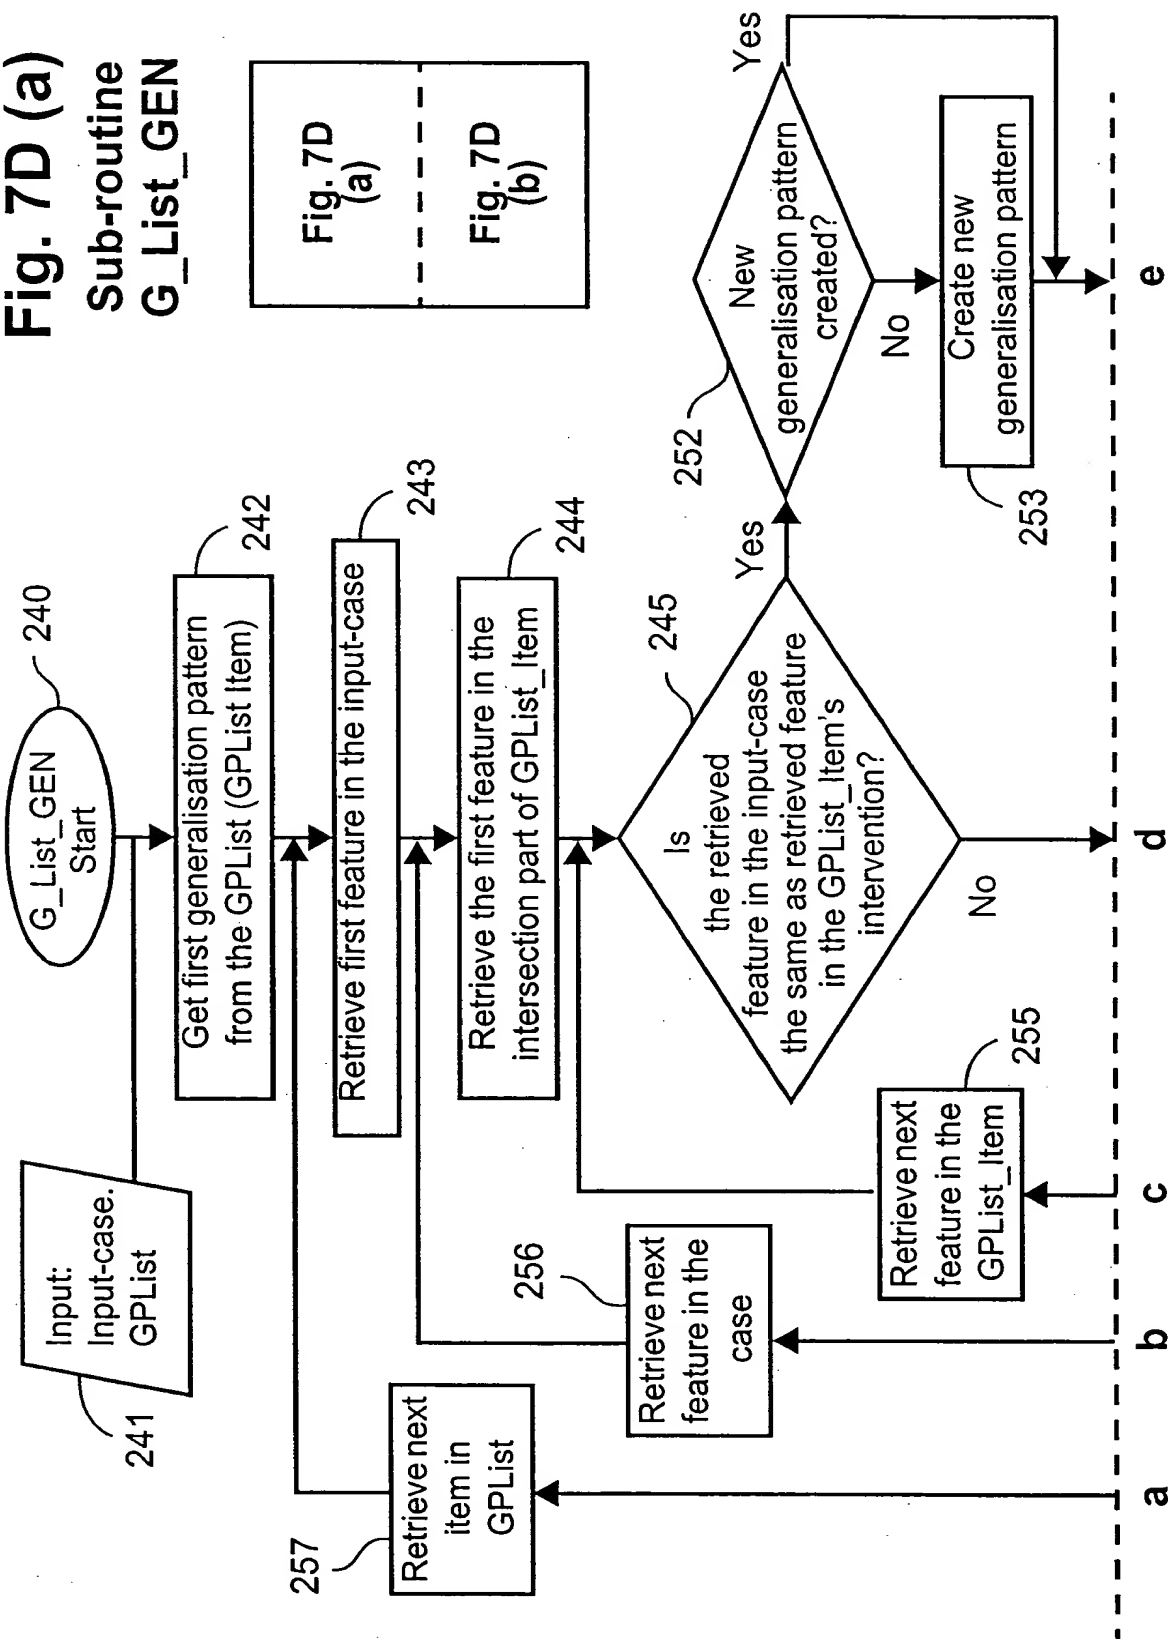 Fig. 7D (a)
Sub-routine
G_List_GEN
Fig. 7D
(a)
Fig. 7D
(b)
G_List_GEN
Start
240
Input:
Input-case.
GPList
241
Get first generalisation pattern
from the GPList (GPList Item)
242
Retrieve first feature in the input-case
243
Retrieve the first feature in the
intersection part of GPList_Item
244
Is
the retrieved
feature in the input-case
the same as retrieved feature
in the GPList_Item's
intervention?
245
Yes
No
New
generalisation pattern
created?
252
Yes
No
Create new
generalisation pattern
253
Retrieve next
item in
GPList
257
Retrieve next
feature in the
case
256
Retrieve next
feature in the
GPList_Item
255
a
b
c
d
e